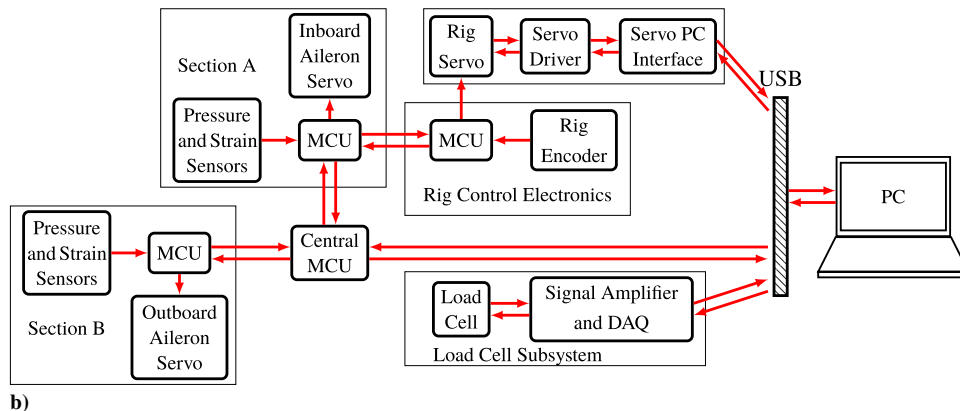 Section A
Inboard
Aileron
Servo
Pressure
and Strain
Sensors
MCU
Rig
Servo
Servo
Driver
Servo PC
Interface
MCU
Rig
Encoder
Rig Control Electronics
USB
PC
Pressure
and Strain
Sensors
MCU
Outboard
Aileron
Servo
Section B
Central
MCU
Load
Cell
Signal Amplifier
and DAQ
Load Cell Subsystem
b)